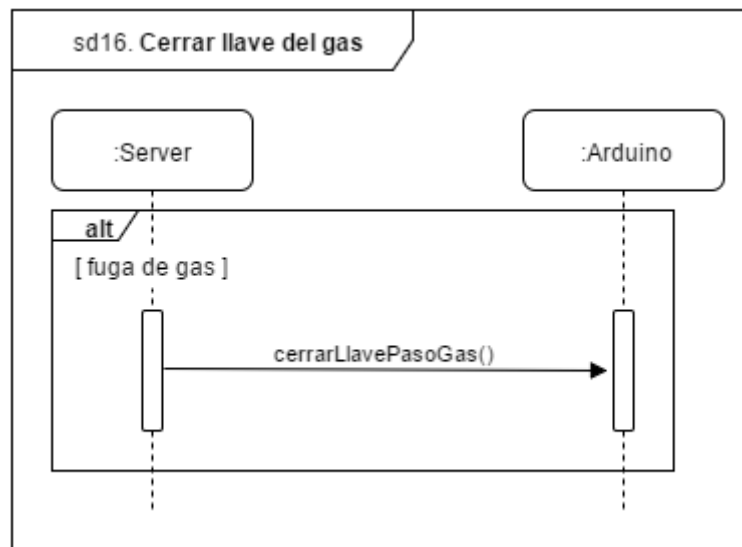 sd16. Cerrar llave del gas
:Server
:Arduino
alt
[ fuga de gas ]
cerrarLlavePasoGas()